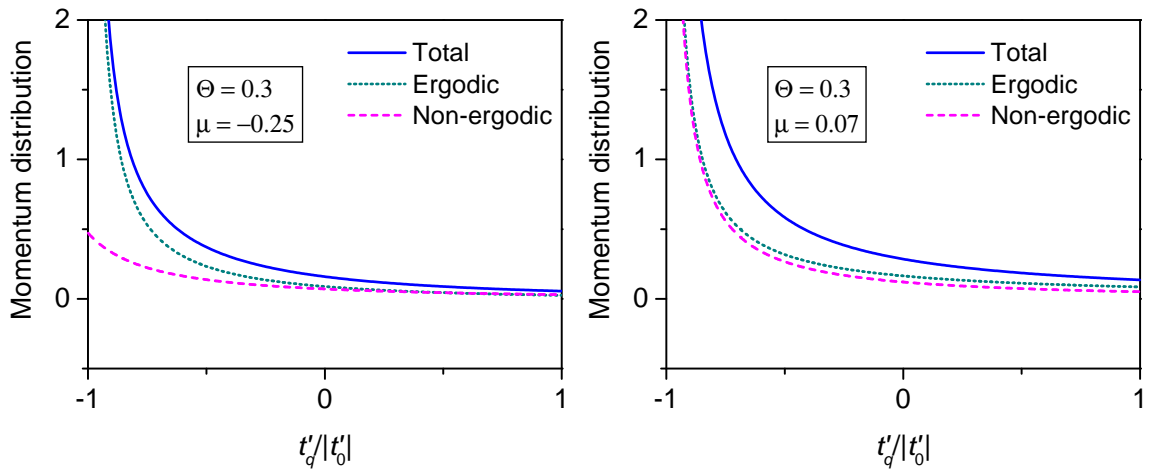 Momentum distribution
2
1
0
-1
0
1
Total
Ergodic
Non-ergodic
Θ = 0.3
μ = −0.25
t'q/|t'0|
Momentum distribution
2
1
0
-1
0
1
Total
Ergodic
Non-ergodic
Θ = 0.3
μ = 0.07
t'q/|t'0|